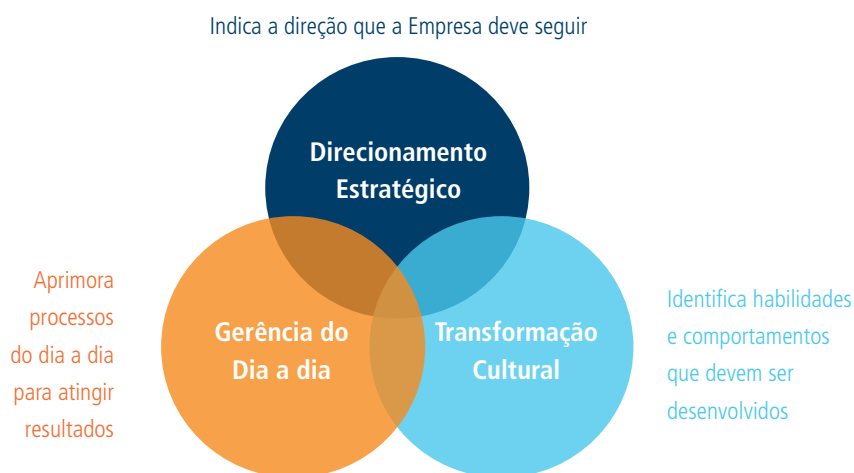 Indica a direção que a Empresa deve seguir
Direcionamento
Estratégico
Aprimora
processos
do dia a dia
para atingir
resultados
Gerência do
Dia a dia
Transformação
Cultural
Identifica habilidades
e comportamentos
que devem ser
desenvolvidos